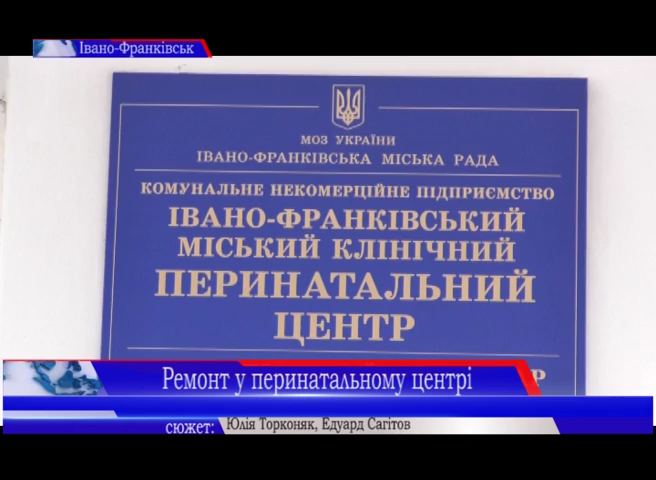 Івано-Франківськ
МОЗ УКРАЇНИ
ІВАНО-ФРАНКІВСЬКА МІСЬКА РАДА
КОМУНАЛЬНЕ НЕКОМЕРЦІЙНЕ ПІДПРИЄМСТВО
ІВАНО-ФРАНКІВСЬКИЙ
МІСЬКИЙ КЛІНІЧНИЙ
ПЕРИНАТАЛЬНИЙ
ЦЕНТР
Ремонт у перинатальному центрі
сюжет: Юлія Торконяк, Едуард Сагітов